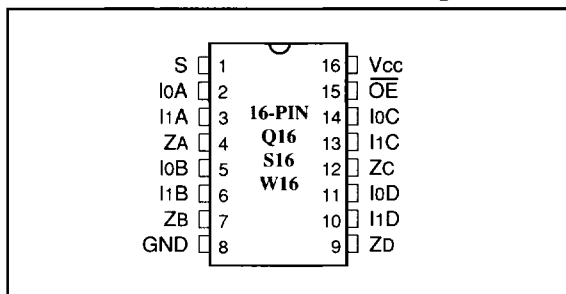 S 1 16 Vcc
I0A 2 15 OE
I1A 3 16-PIN 14 I0C
ZA 4 Q16 13 I1C
I0B 5 S16 12 ZC
I1B 6 W16 11 I0D
ZB 7 10 I1D
GND 8 9 ZD